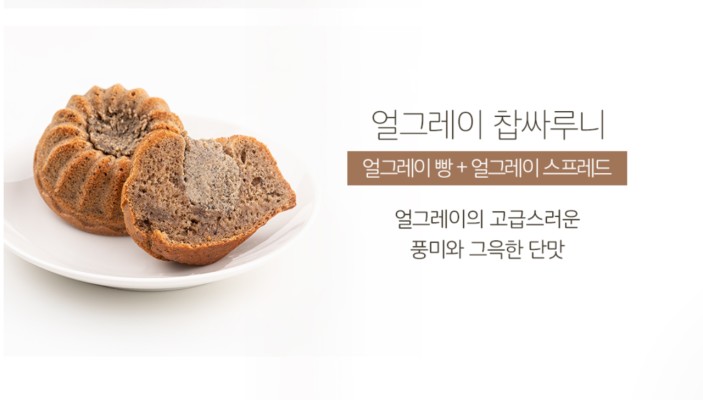 얼그레이 찹싸루니
얼그레이 빵 + 얼그레이 스프레드
얼그레이의 고급스러운
풍미와 그윽한 단맛